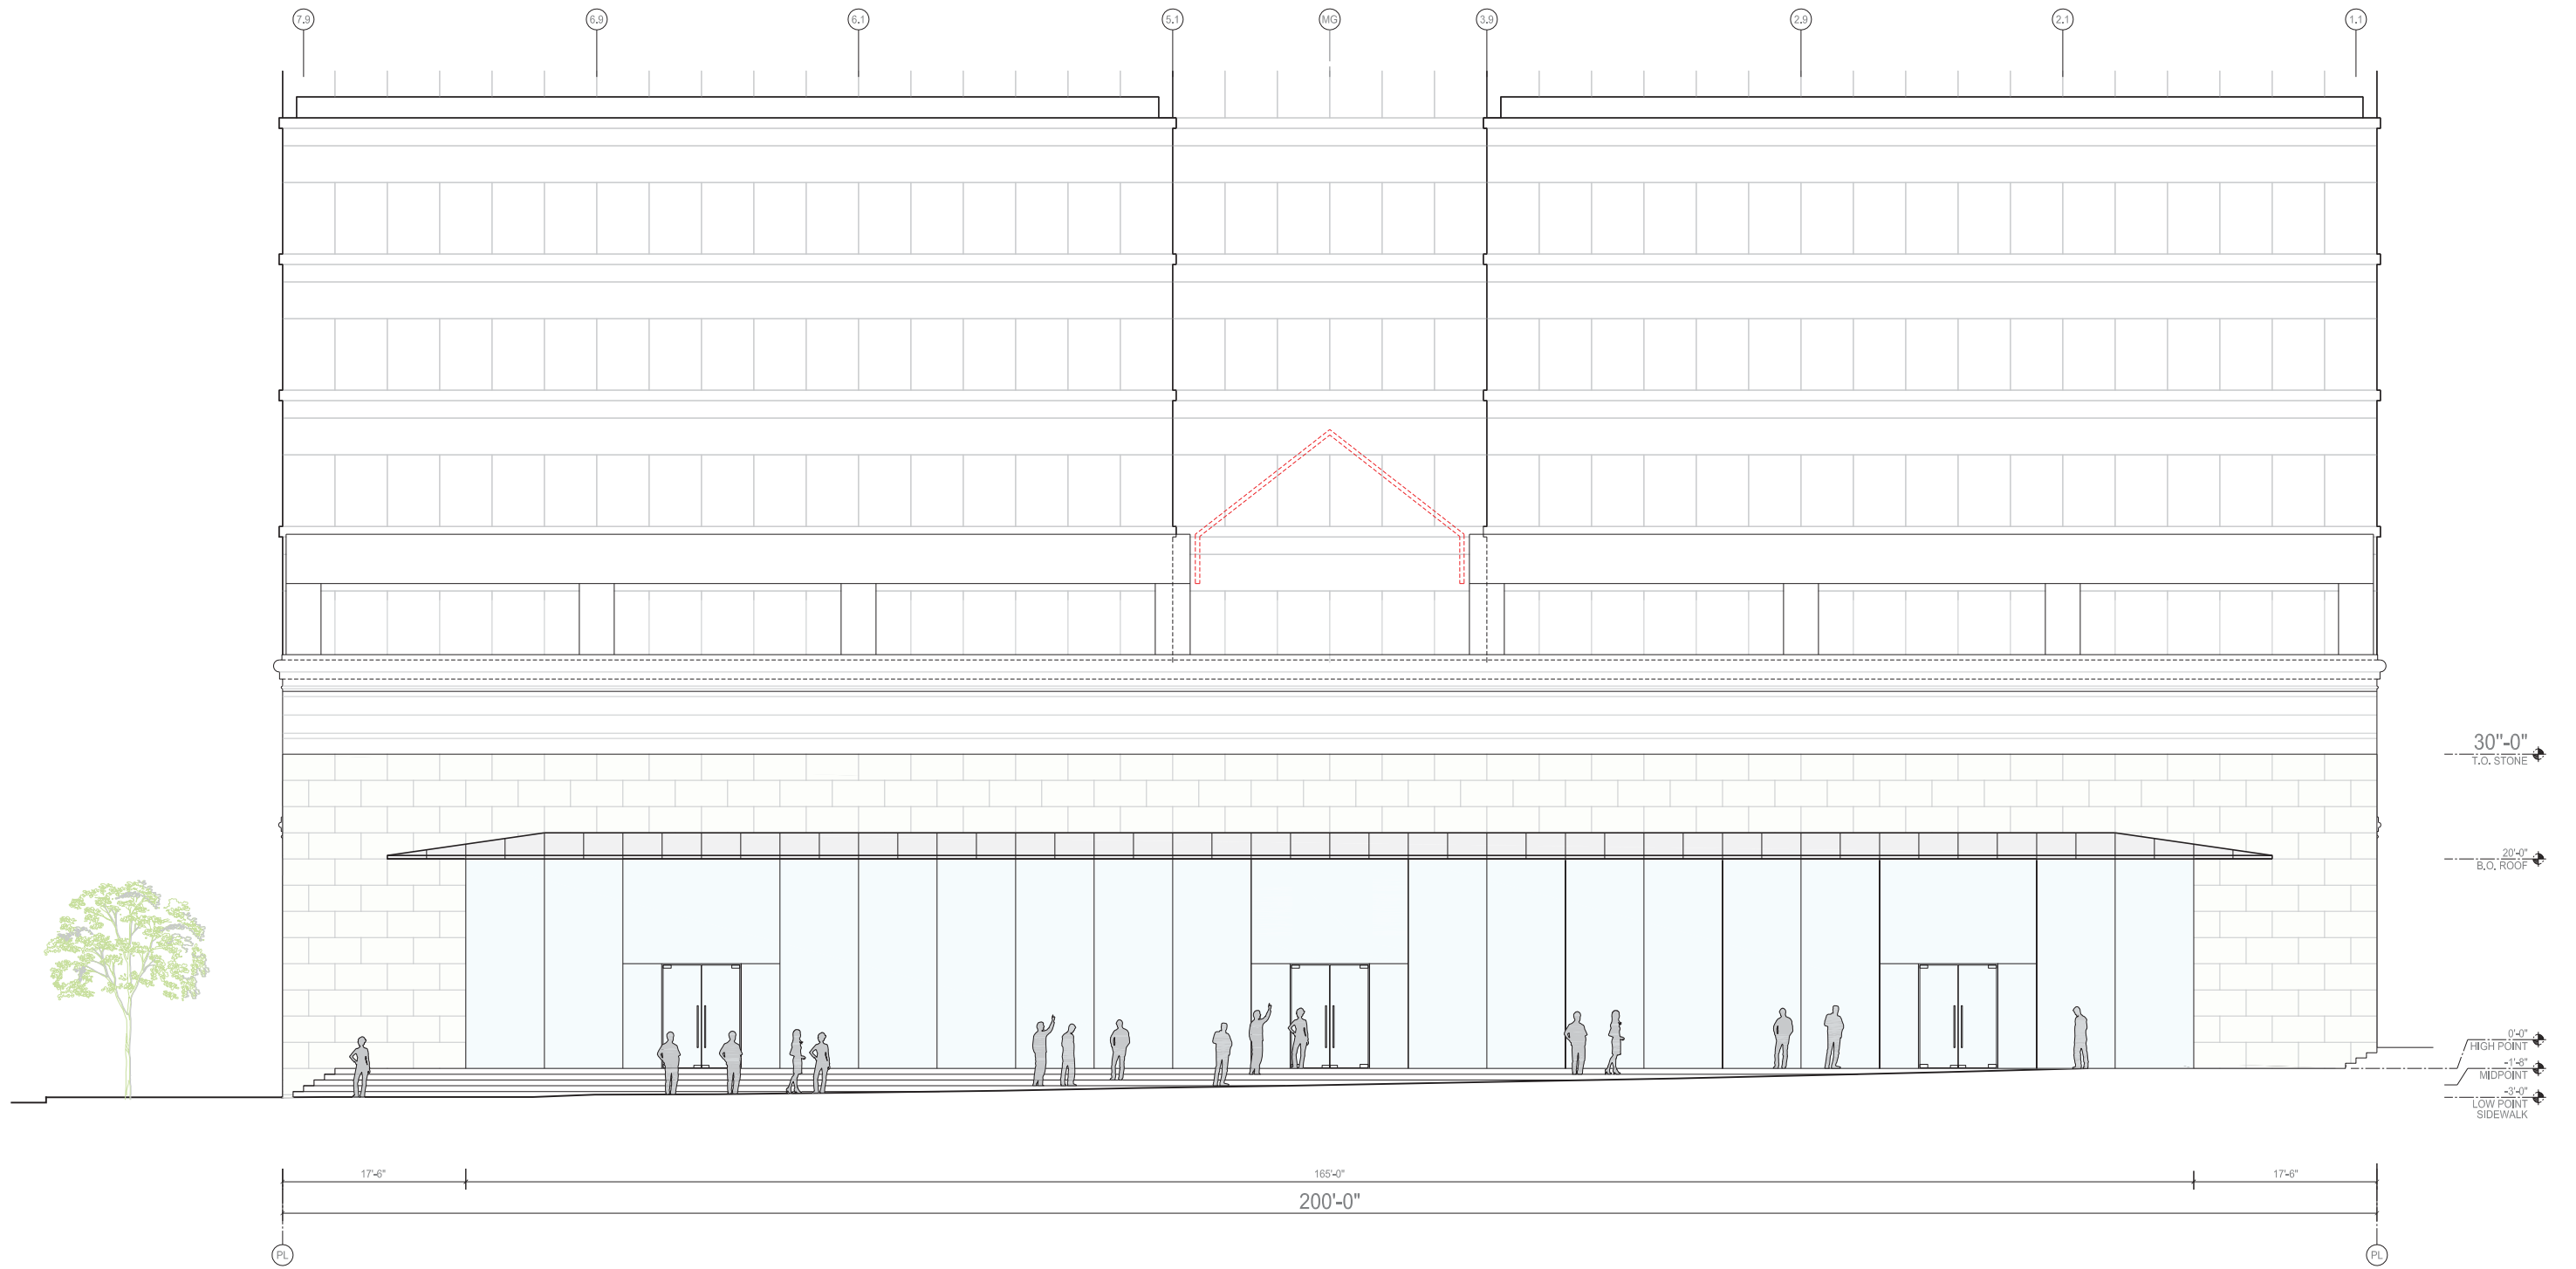 7.9 6.9 6.1 5.1 MG 3.9 2.9 2.1 1.1
30"-0"
T.O. STONE
20'-0"
B.O. ROOF
0'-0"
HIGH POINT
-1'-8"
MIDPOINT
-3'-0"
LOW POINT
SIDEWALK
17'-6" 165'-0" 17'-6"
200'-0"
PL PL